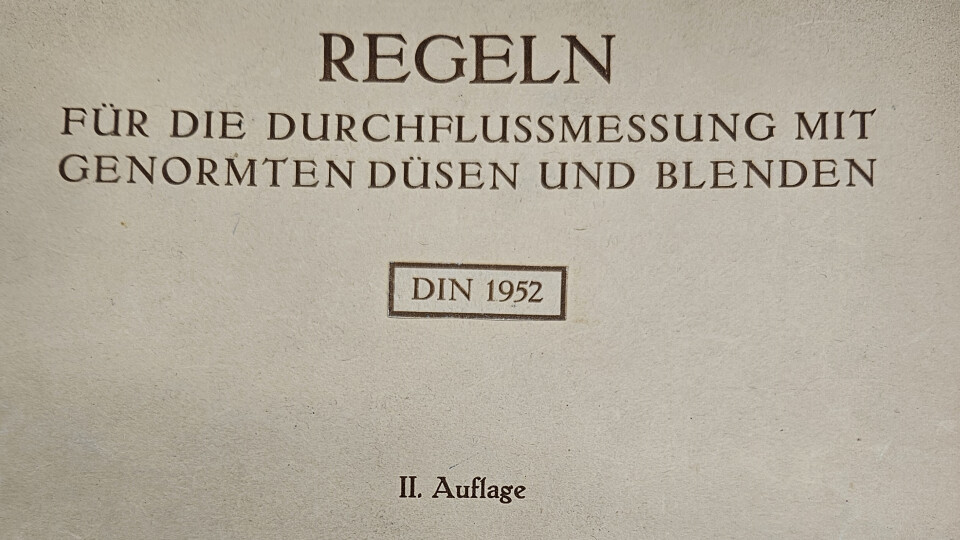 REGELN
FÜR DIE DURCHFLUSSMESSUNG MIT
GENORMTEN DÜSEN UND BLENDEN
DIN 1952
II. Auflage